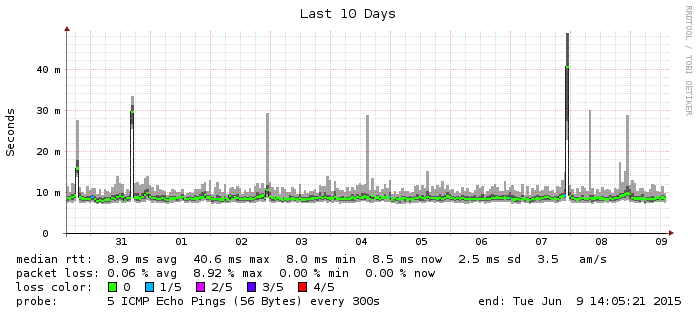 Last 10 Days
RRDTOOL / TOBI OETIKER
Seconds
40 m
30 m
20 m
10 m
0
31 01 02 03 04 05 06 07 08 09
median rtt: 8.9 ms avg 40.6 ms max 8.0 ms min 8.5 ms now 2.5 ms sd 3.5 am/s
packet loss: 0.06 % avg 8.92 % max 0.00 % min 0.00 % now
loss color: 0 1/5 2/5 3/5 4/5
probe: 5 ICMP Echo Pings (56 Bytes) every 300s end: Tue Jun 9 14:05:21 2015